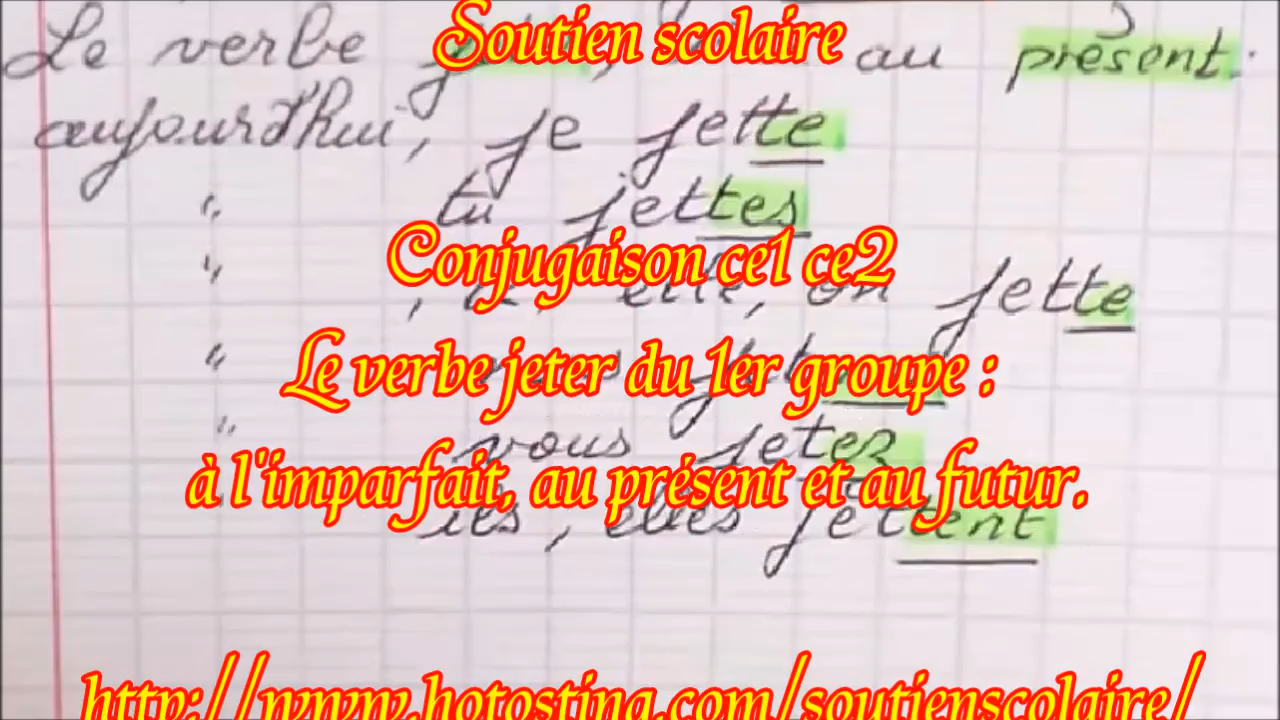 Soutien scolaire
Le verbe au présent:
aujourd'hui, je jette.
" tu jettes
Conjugaison ce1 ce2
" , elle, on jette
Le verbe jeter du 1er groupe :
" vous jetez
à l'imparfait, au présent et au futur.
ils, elles jettent
http://www.hotosting.com/soutienscolaire/